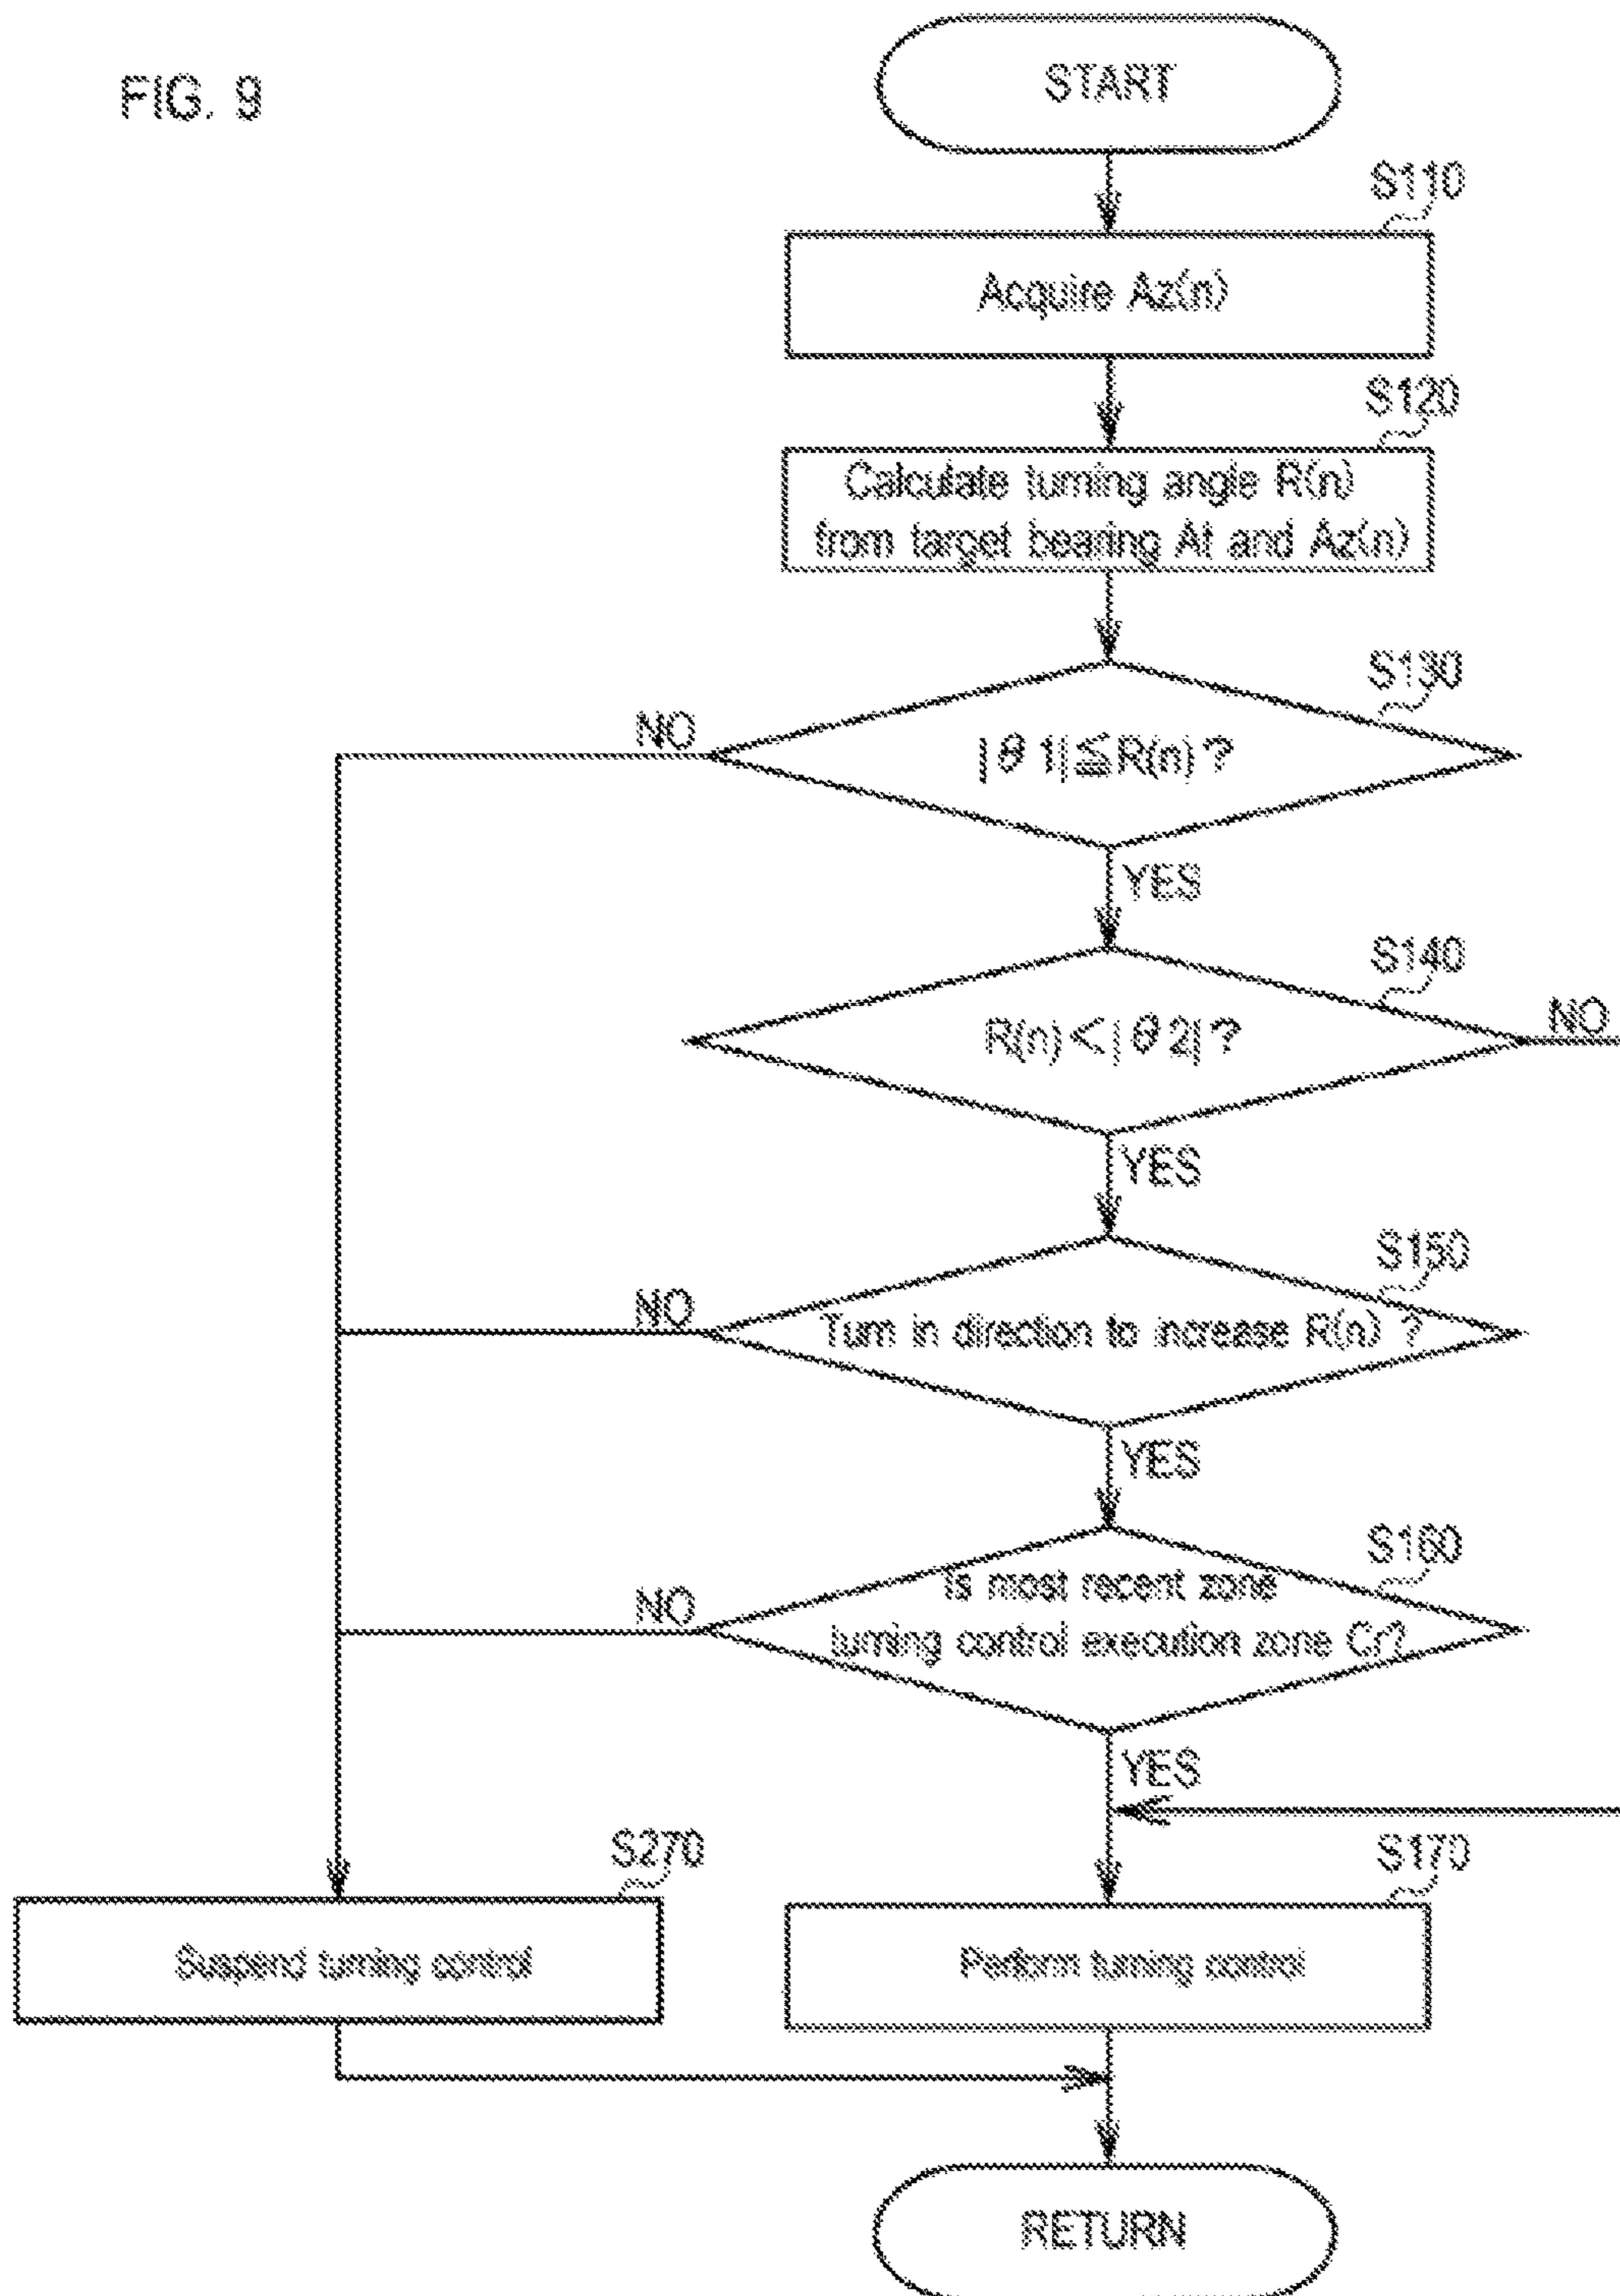 FIG. 9
START
S110
Acquire Az(n)
S120
Calculate turning angle R(n)
from target bearing At and Az(n)
S130
NO
|θ1|≦R(n)?
YES
S140
NO
R(n)<|θ2|?
YES
S150
NO
Turn in direction to increase R(n) ?
YES
S160
Is most recent zone
NO
turning control execution zone Cr?
YES
S270
S170
Suspend turning control
Perform turning control
RETURN